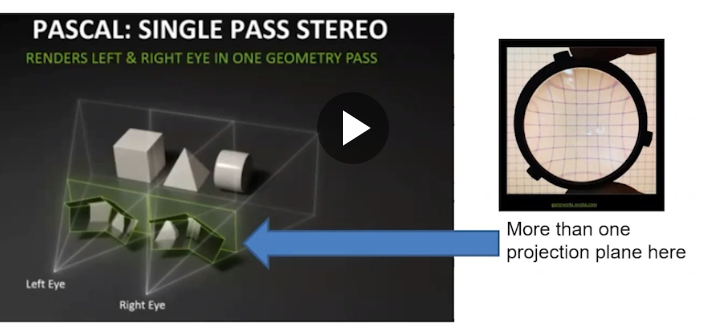 PASCAL: SINGLE PASS STEREO
RENDERS LEFT & RIGHT EYE IN ONE GEOMETRY PASS
Left Eye
Right Eye
More than one
projection plane here